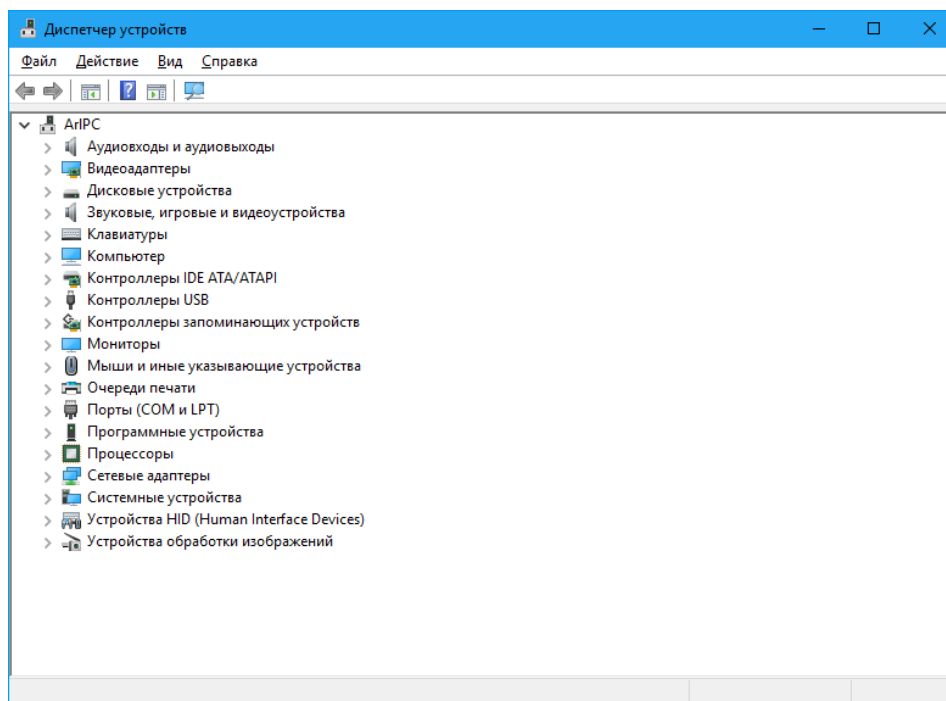 Диспетчер устройств
Файл Действие Вид Справка
ArlPC
Аудиовходы и аудиовыходы
Видеоадаптеры
Дисковые устройства
Звуковые, игровые и видеоустройства
Клавиатуры
Компьютер
Контроллеры IDE ATA/ATAPI
Контроллеры USB
Контроллеры запоминающих устройств
Мониторы
Мыши и иные указывающие устройства
Очереди печати
Порты (COM и LPT)
Программные устройства
Процессоры
Сетевые адаптеры
Системные устройства
Устройства HID (Human Interface Devices)
Устройства обработки изображений